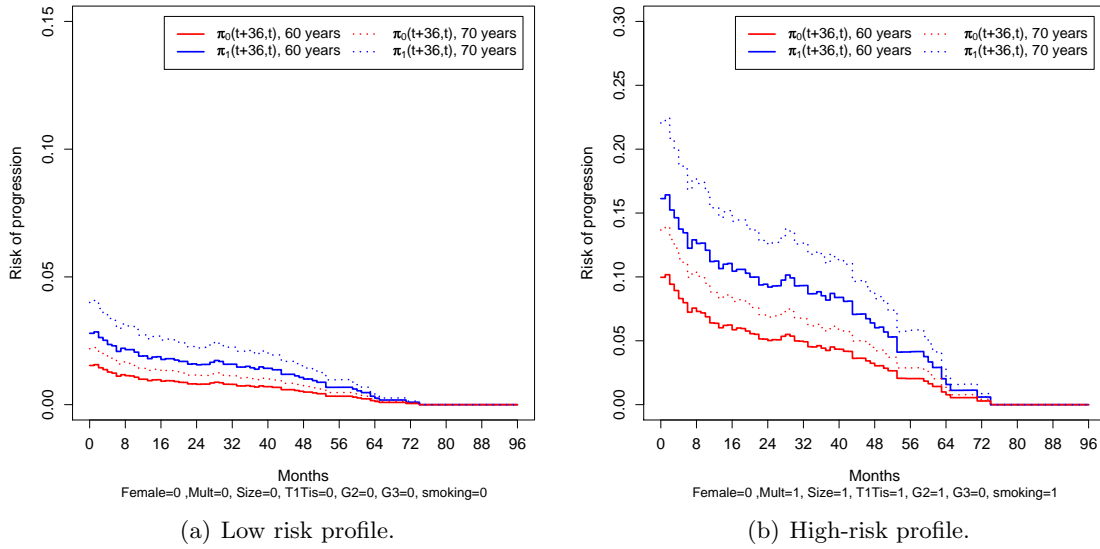 π0(t+36,t), 60 years π0(t+36,t), 70 years
π1(t+36,t), 60 years π1(t+36,t), 70 years
0.15
0.10
0.05
0.00
Risk of progression
0 8 16 24 32 40 48 56 64 72 80 88 96
Months
Female=0 ,Mult=0, Size=0, T1Tis=0, G2=0, G3=0, smoking=0
(a) Low risk profile.
π0(t+36,t), 60 years π0(t+36,t), 70 years
π1(t+36,t), 60 years π1(t+36,t), 70 years
0.30
0.25
0.20
0.15
0.10
0.05
0.00
Risk of progression
0 8 16 24 32 40 48 56 64 72 80 88 96
Months
Female=0 ,Mult=1, Size=1, T1Tis=1, G2=1, G3=0, smoking=1
(b) High-risk profile.